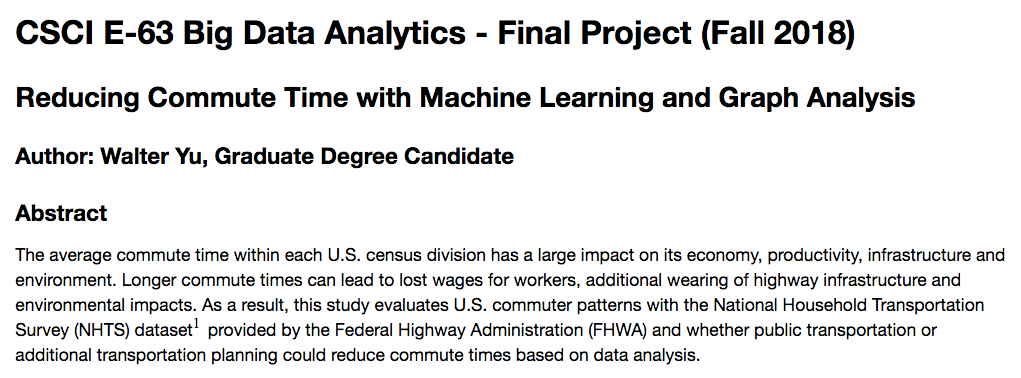 CSCI E-63 Big Data Analytics - Final Project (Fall 2018)
Reducing Commute Time with Machine Learning and Graph Analysis
Author: Walter Yu, Graduate Degree Candidate
Abstract
The average commute time within each U.S. census division has a large impact on its economy, productivity, infrastructure and
environment. Longer commute times can lead to lost wages for workers, additional wearing of highway infrastructure and
environmental impacts. As a result, this study evaluates U.S. commuter patterns with the National Household Transportation
Survey (NHTS) dataset¹ provided by the Federal Highway Administration (FHWA) and whether public transportation or
additional transportation planning could reduce commute times based on data analysis.